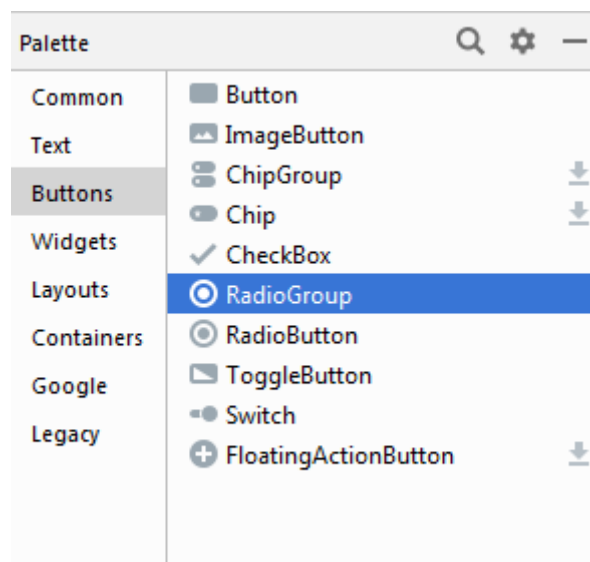 Palette
Common
Text
Buttons
Widgets
Layouts
Containers
Google
Legacy
Button
ImageButton
ChipGroup
Chip
CheckBox
RadioGroup
RadioButton
ToggleButton
Switch
FloatingActionButton